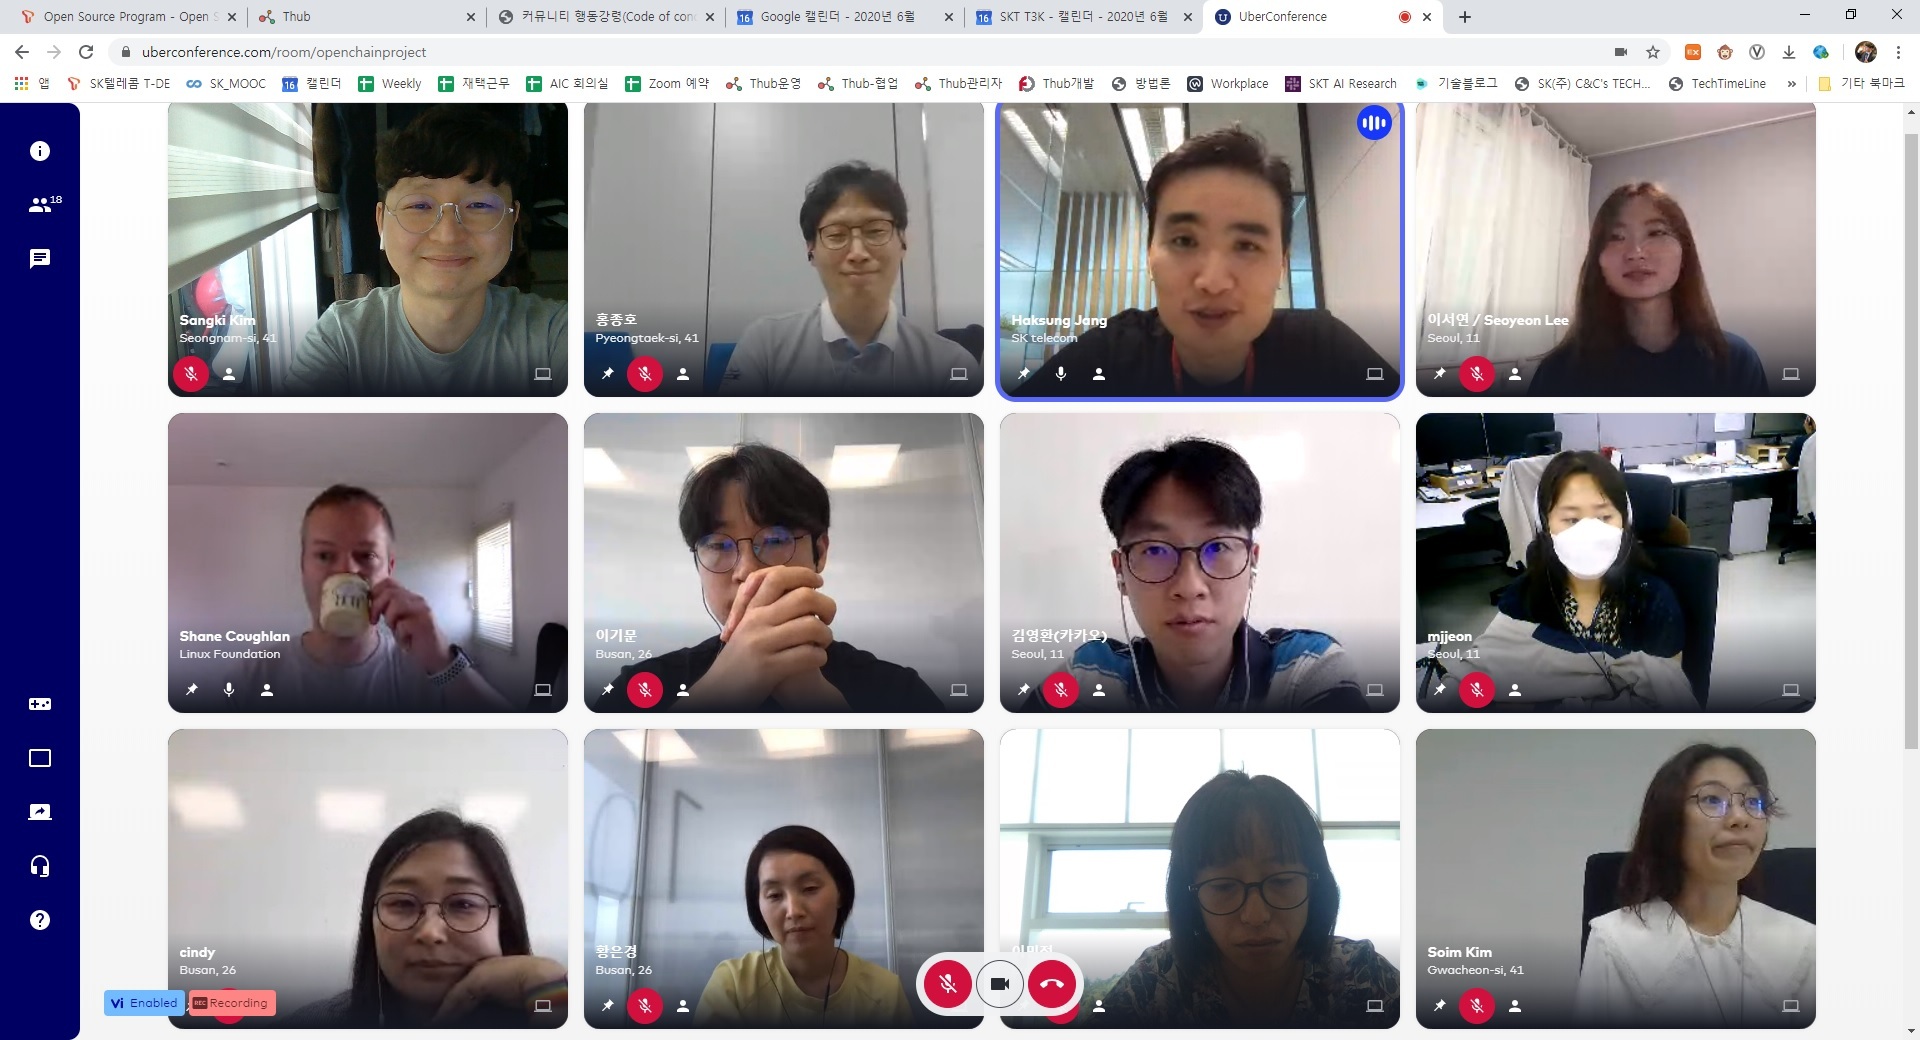 Open Source Program - Open S
Thub
커뮤니티 행동강령(Code of con
Google 캘린더 - 2020년 6월
SKT T3K - 캘린더 - 2020년 6월
UberConference
uberconference.com/room/openchainproject
앱
SK텔레콤 T-DE
SK_MOOC
16 캘린더
Weekly
재택근무
AIC 회의실
Zoom 예약
Thub운영
Thub-협업
Thub관리자
Thub개발
방법론
Workplace
SKT AI Research
기술블로그
SK(주) C&C's TECH...
TechTimeLine
»
기타 북마크
18
Sangki Kim
Seongnam-si, 41
홍종호
Pyeongtaek-si, 41
Haksung Jang
SK telecom
이서연 / Seoyeon Lee
Seoul, 11
Shane Coughlan
Linux Foundation
이기문
Busan, 26
김영환(카카오)
Seoul, 11
mjjeon
Seoul, 11
cindy
Busan, 26
황은경
Busan, 26
Soim Kim
Gwacheon-si, 41
Vi Enabled
REC Recording